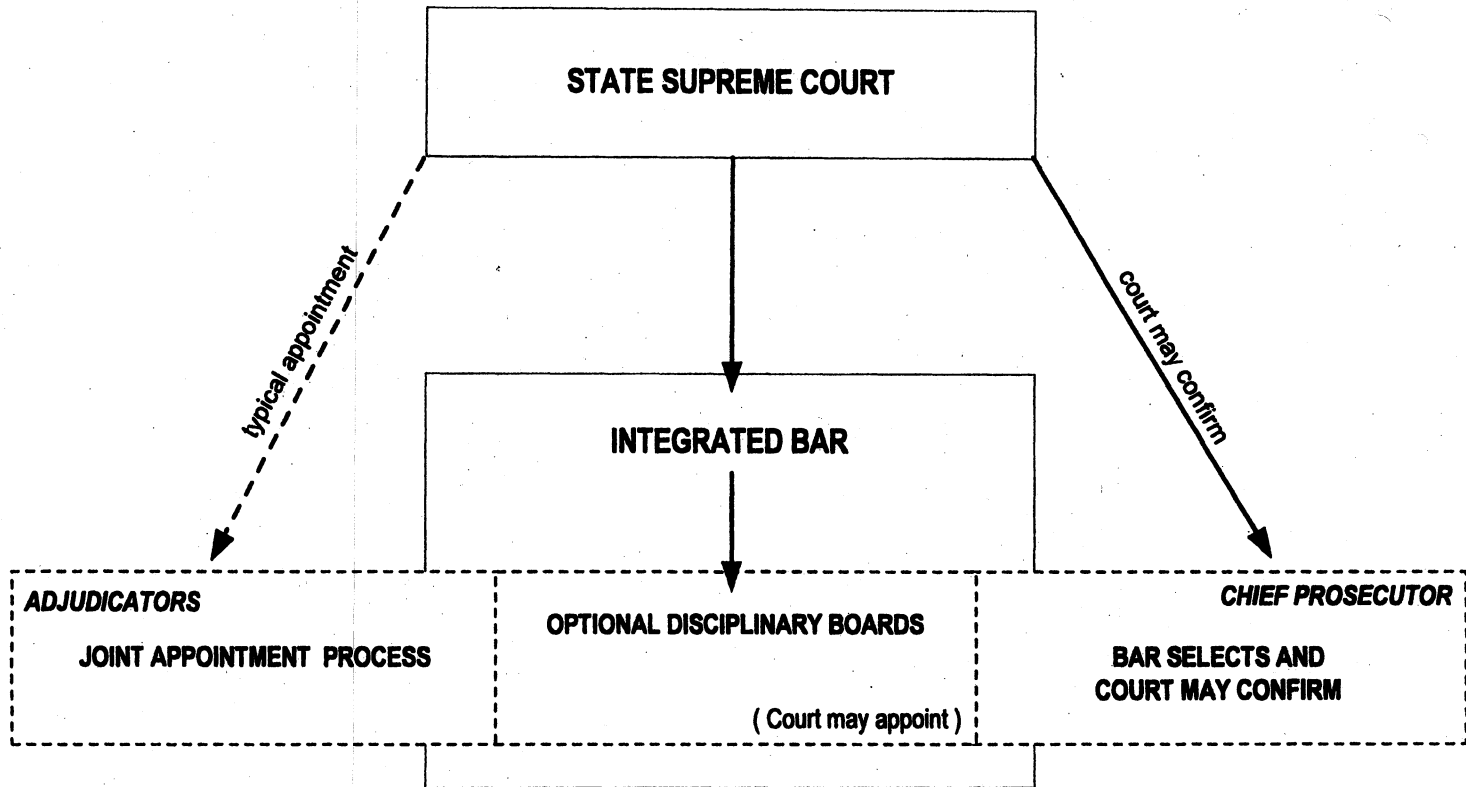 STATE SUPREME COURT
typical appointment
court may confirm
INTEGRATED BAR
ADJUDICATORS
JOINT APPOINTMENT PROCESS
OPTIONAL DISCIPLINARY BOARDS
( Court may appoint )
CHIEF PROSECUTOR
BAR SELECTS AND
COURT MAY CONFIRM